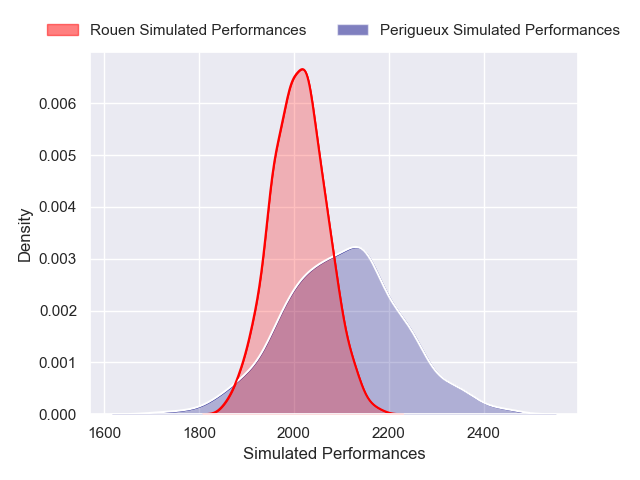 Rouen Simulated Performances Perigueux Simulated Performances
0.006
0.005
0.004
0.003
0.002
0.001
0.000
Density
1600 1800 2000 2200 2400
Simulated Performances